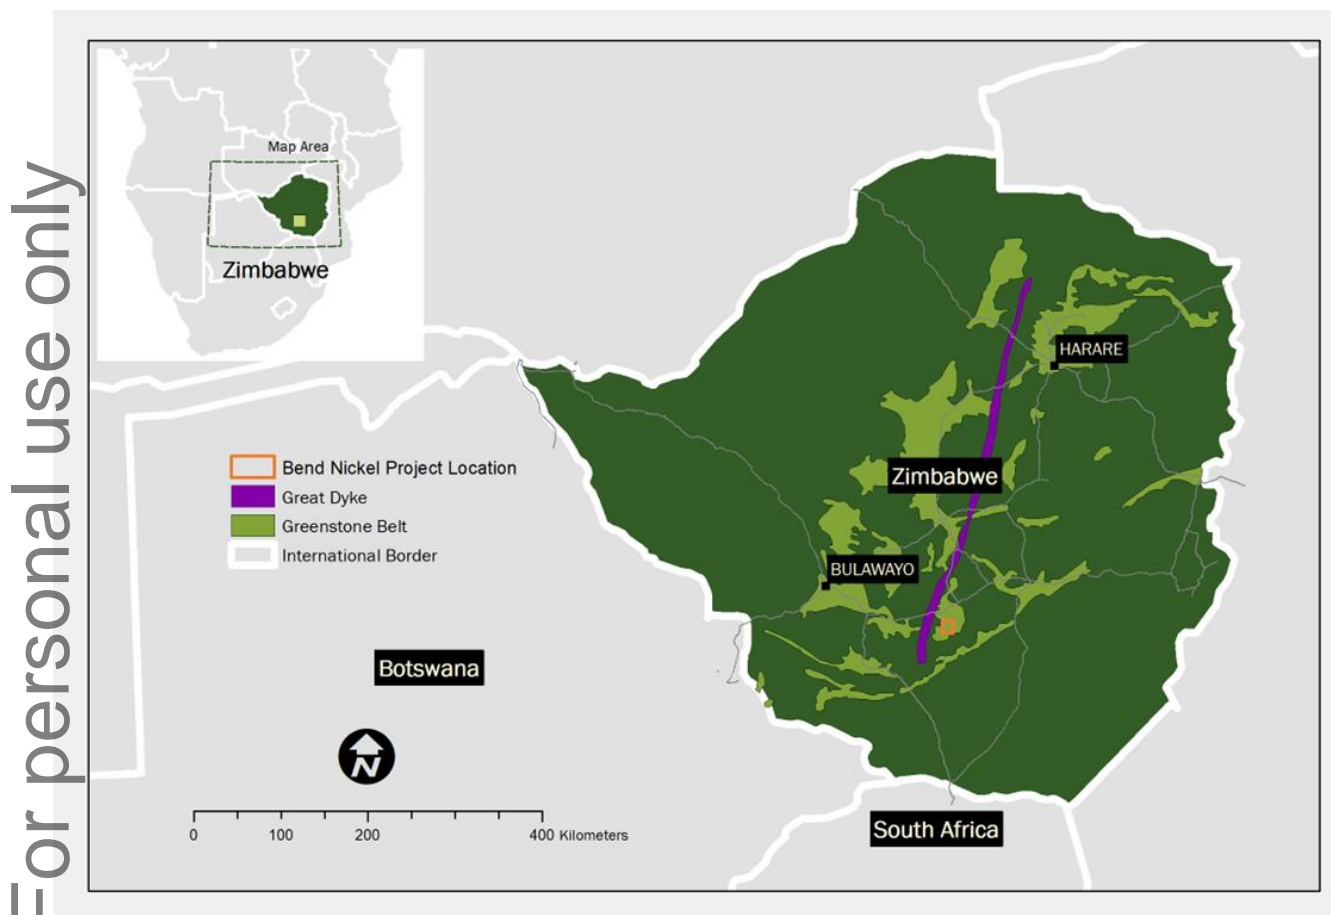 For personal use only
Map Area
Zimbabwe
HARARE
Zimbabwe
Bend Nickel Project Location
Great Dyke
Greenstone Belt
International Border
BULAWAYO
Botswana
N
0 100 200 400 Kilometers
South Africa